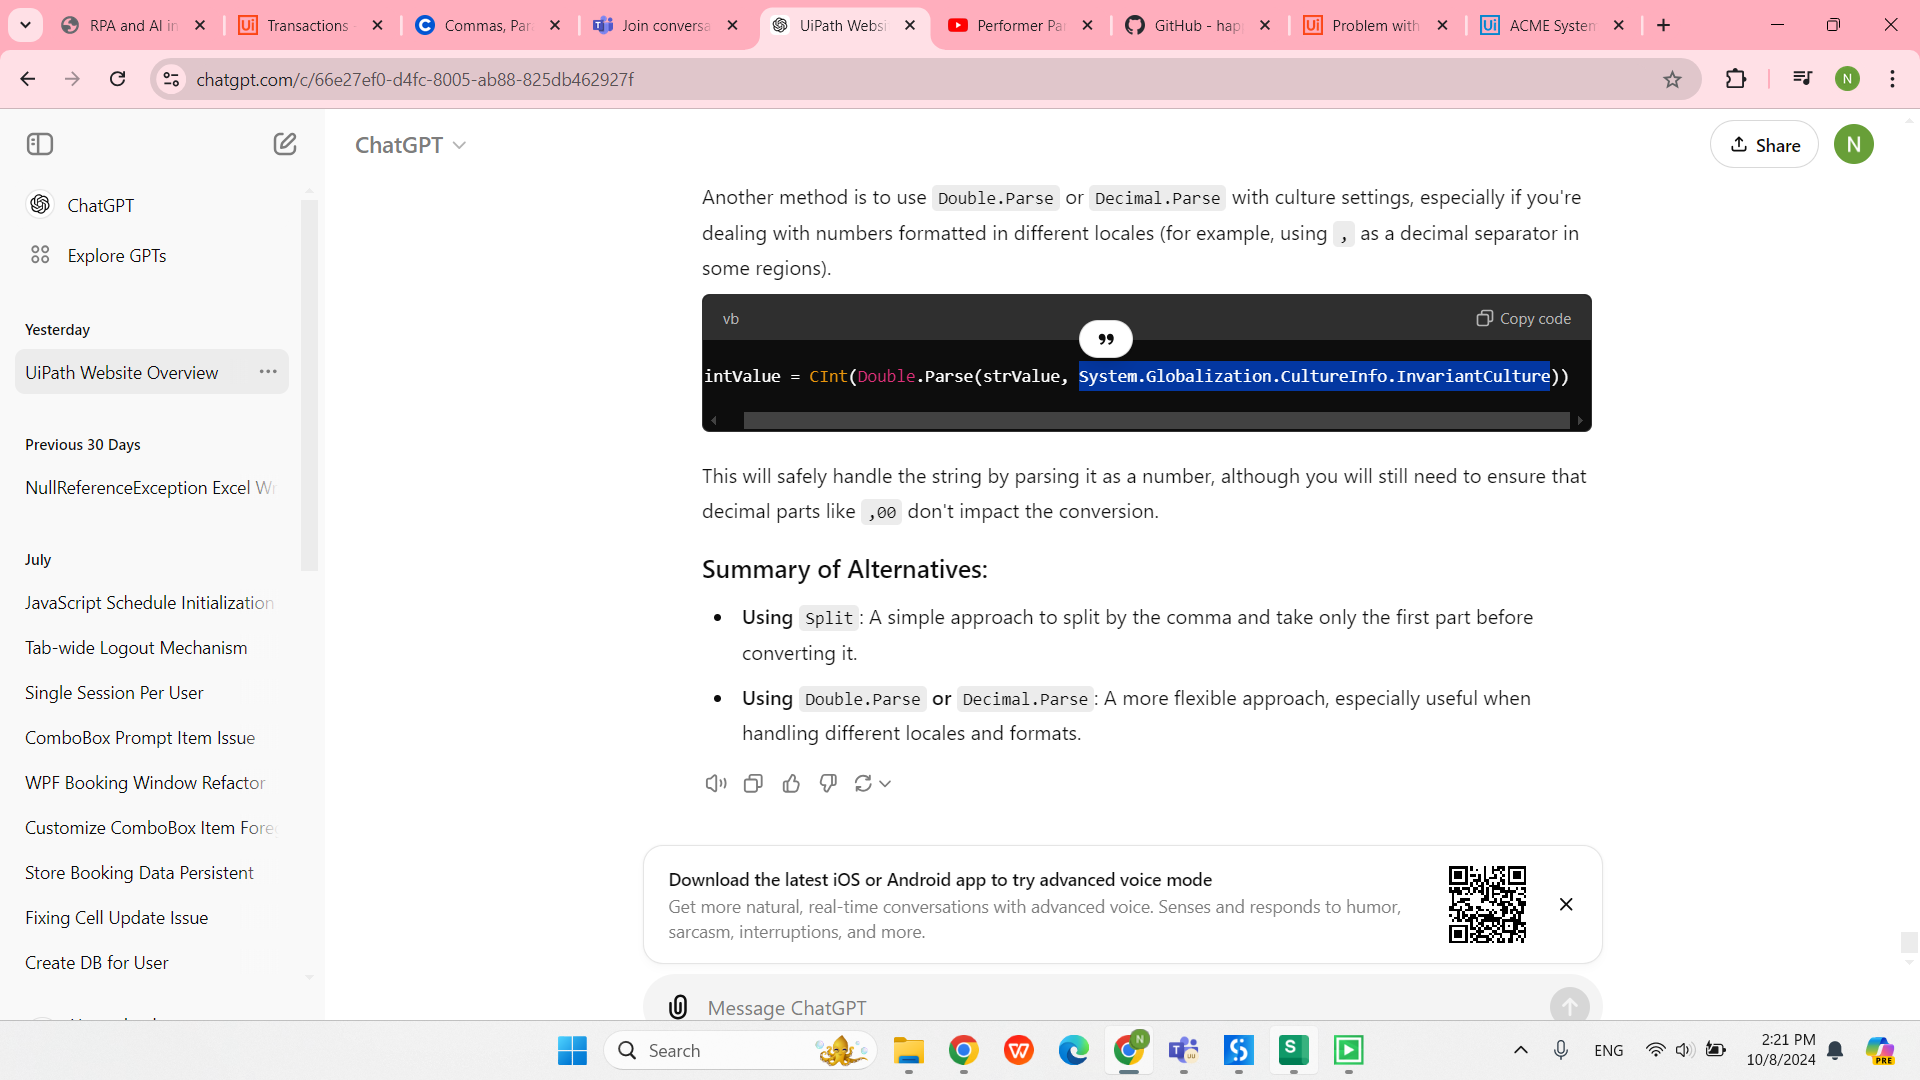 RPA and AI in
Transactions
Commas, Par
Join conversa
UiPath Websi
Performer Pa
GitHub - hap
Problem with
ACME System
chatgpt.com/c/66e27ef0-d4fc-8005-ab88-825db462927f
N
ChatGPT
Share
N
ChatGPT
Explore GPTs
Yesterday
UiPath Website Overview
Previous 30 Days
NullReferenceException Excel Wr
July
JavaScript Schedule Initialization
Tab-wide Logout Mechanism
Single Session Per User
ComboBox Prompt Item Issue
WPF Booking Window Refactor
Customize ComboBox Item Fore
Store Booking Data Persistent
Fixing Cell Update Issue
Create DB for User
Another method is to use Double.Parse or Decimal.Parse with culture settings, especially if you're
dealing with numbers formatted in different locales (for example, using , as a decimal separator in
some regions).
vb
Copy code
intValue = CInt(Double.Parse(strValue, System.Globalization.CultureInfo.InvariantCulture))
This will safely handle the string by parsing it as a number, although you will still need to ensure that
decimal parts like ,00 don't impact the conversion.
Summary of Alternatives:
• Using Split: A simple approach to split by the comma and take only the first part before
converting it.
• Using Double.Parse or Decimal.Parse: A more flexible approach, especially useful when
handling different locales and formats.
Download the latest iOS or Android app to try advanced voice mode
Get more natural, real-time conversations with advanced voice. Senses and responds to humor,
sarcasm, interruptions, and more.
Message ChatGPT
Search
ENG
2:21 PM
10/8/2024
PRE